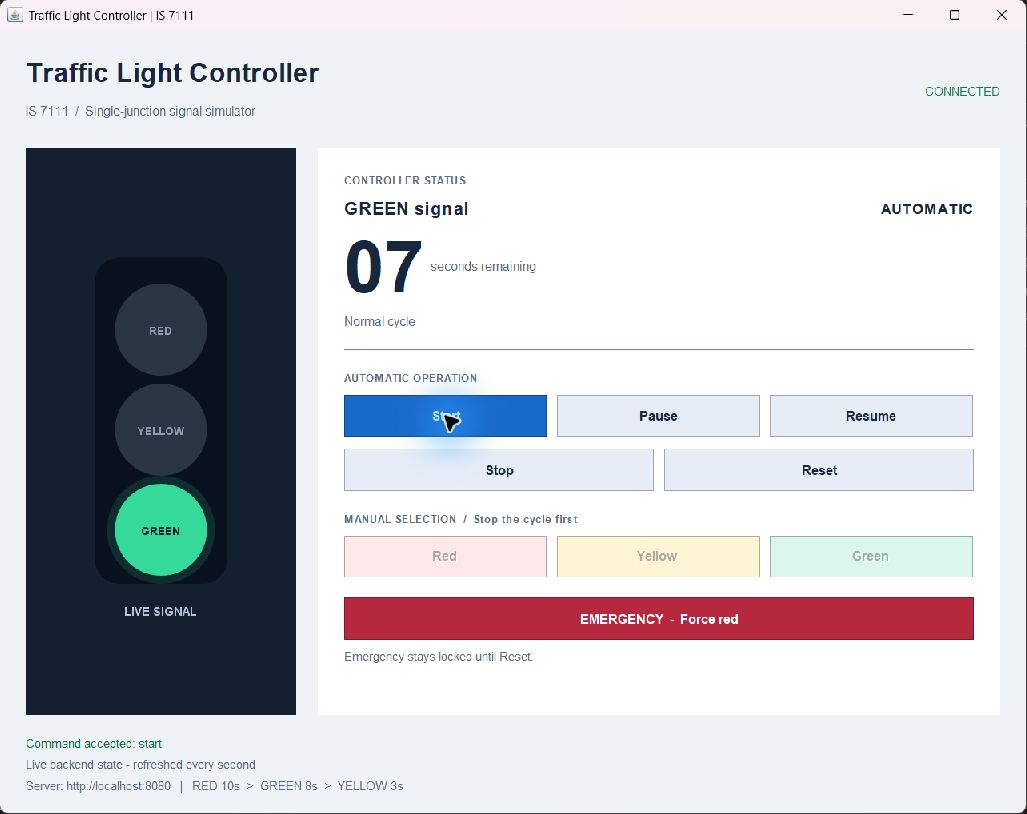 Traffic Light Controller | IS 7111
Traffic Light Controller
IS 7111 / Single-junction signal simulator
CONNECTED
RED
YELLOW
GREEN
LIVE SIGNAL
CONTROLLER STATUS
GREEN signal
AUTOMATIC
07 seconds remaining
Normal cycle
AUTOMATIC OPERATION
Start Pause Resume
Stop Reset
MANUAL SELECTION / Stop the cycle first
Red Yellow Green
EMERGENCY - Force red
Emergency stays locked until Reset.
Command accepted: start
Live backend state - refreshed every second
Server: http://localhost:8080 | RED 10s > GREEN 8s > YELLOW 3s